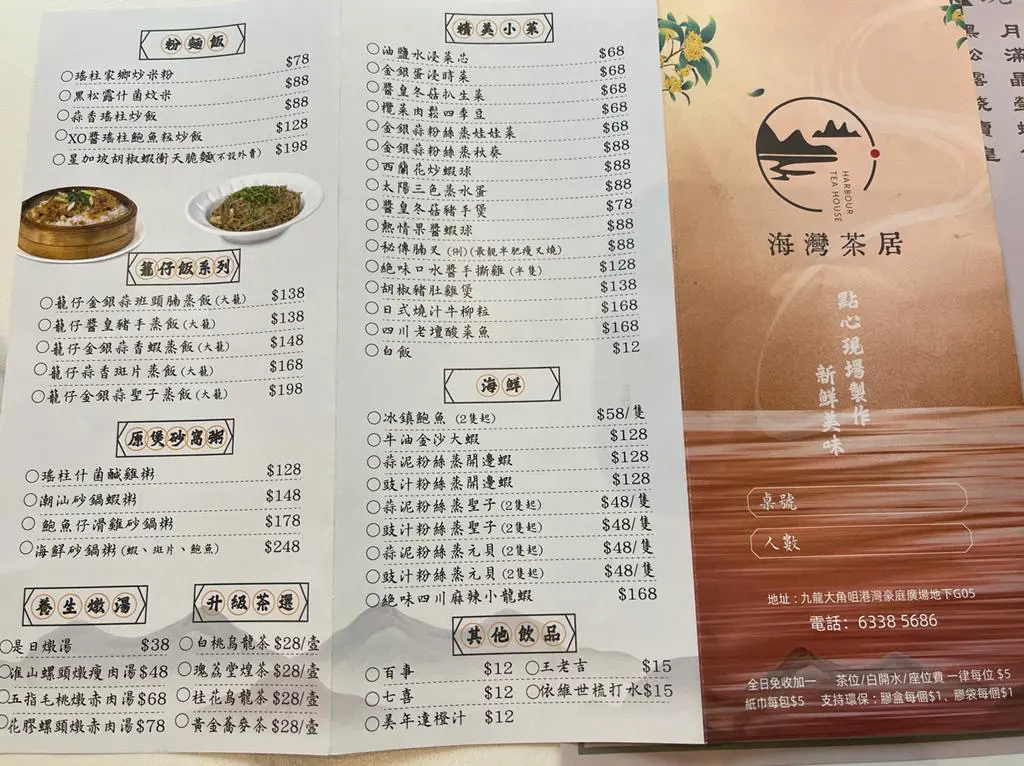 粉麵飯
○瑤柱家鄉炒米粉 $78
○黑松露什菌炆米 $88
○蒜香瑤柱炒飯 $88
○XO醬瑤柱鮑魚粒炒飯 $128
○星加坡胡椒蝦衝天脆麵(不設外賣) $198
籠仔飯系列
○籠仔金銀蒜班頭腩蒸飯(大籠) $138
○籠仔醬皇豬手蒸飯(大籠) $138
○籠仔金銀蒜香蝦蒸飯(大籠) $148
○籠仔蒜香斑片蒸飯(大籠) $168
○籠仔金銀蒜聖子蒸飯(大籠) $198
原煲砂窩粥
○瑤柱什菌鹹雞粥 $128
○潮汕砂鍋蝦粥 $148
○鮑魚仔滑雞砂鍋粥 $178
○海鮮砂鍋粥(蝦、斑片、鮑魚) $248
養生燉湯
○是日燉湯 $38
○淮山螺頭燉瘦肉湯 $48
○五指毛桃燉赤肉湯 $68
○花膠螺頭燉赤肉湯 $78
升級茶選
○白桃烏龍茶 $28/壹
○瑰荔堂煌茶 $28/壹
○桂花烏龍茶 $28/壹
○黃金蕎麥茶 $28/壹
精美小菜
○油鹽水浸菜芯 $68
○金銀蛋浸時菜 $68
○醬皇冬菇扒生菜 $68
○欖菜肉鬆四季豆 $68
○金銀蒜粉絲蒸娃娃菜 $68
○金銀蒜粉絲蒸秋葵 $88
○西蘭花炒蝦球 $88
○太陽三色蒸水蛋 $88
○醬皇冬菇豬手煲 $78
○熱情果醬蝦球 $88
○秘傳腩叉(例)(最靚半肥瘦叉燒) $88
○絕味口水醬手撕雞(半隻) $128
○胡椒豬肚雞煲 $138
○日式燒汁牛柳粒 $168
○四川老壇酸菜魚 $168
○白飯 $12
海鮮
○冰鎮鮑魚(2隻起) $58/隻
○牛油金沙大蝦 $128
○蒜泥粉絲蒸開邊蝦 $128
○豉汁粉絲蒸開邊蝦 $128
○蒜泥粉絲蒸聖子(2隻起) $48/隻
○豉汁粉絲蒸聖子(2隻起) $48/隻
○蒜泥粉絲蒸元貝(2隻起) $48/隻
○豉汁粉絲蒸元貝(2隻起) $48/隻
○絕味四川麻辣小龍蝦 $168
其他飲品
○百事 $12
○七喜 $12
○美年達橙汁 $12
○王老吉 $15
○依維世梳打水 $15
HARBOUR
TEA HOUSE
海灣茶居
點心現場製作
新鮮美味
桌號
人數
地址：九龍大角咀港灣豪庭廣場地下G05
電話：6338 5686
全日免收加一 茶位/白開水/座位費 一律每位 $5
紙巾每包$5 支持環保：膠盒每個$1、膠袋每個$1
月滿晶瑩
黑松露燒賣皇